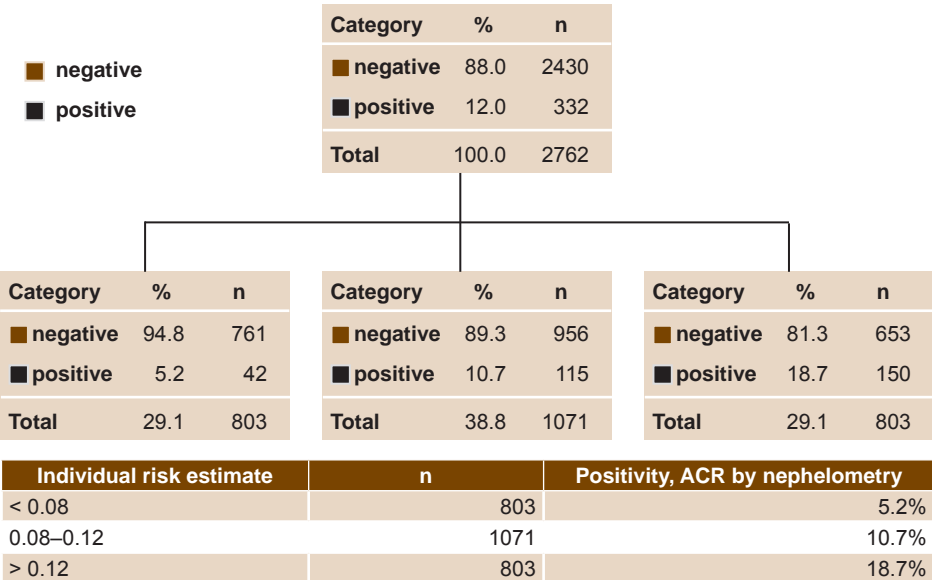 negative
positive
Category % n
negative 88.0 2430
positive 12.0 332
Total 100.0 2762
Category % n
negative 94.8 761
positive 5.2 42
Total 29.1 803
Category % n
negative 89.3 956
positive 10.7 115
Total 38.8 1071
Category % n
negative 81.3 653
positive 18.7 150
Total 29.1 803
Individual risk estimate n Positivity, ACR by nephelometry
< 0.08 803 5.2%
0.08–0.12 1071 10.7%
> 0.12 803 18.7%